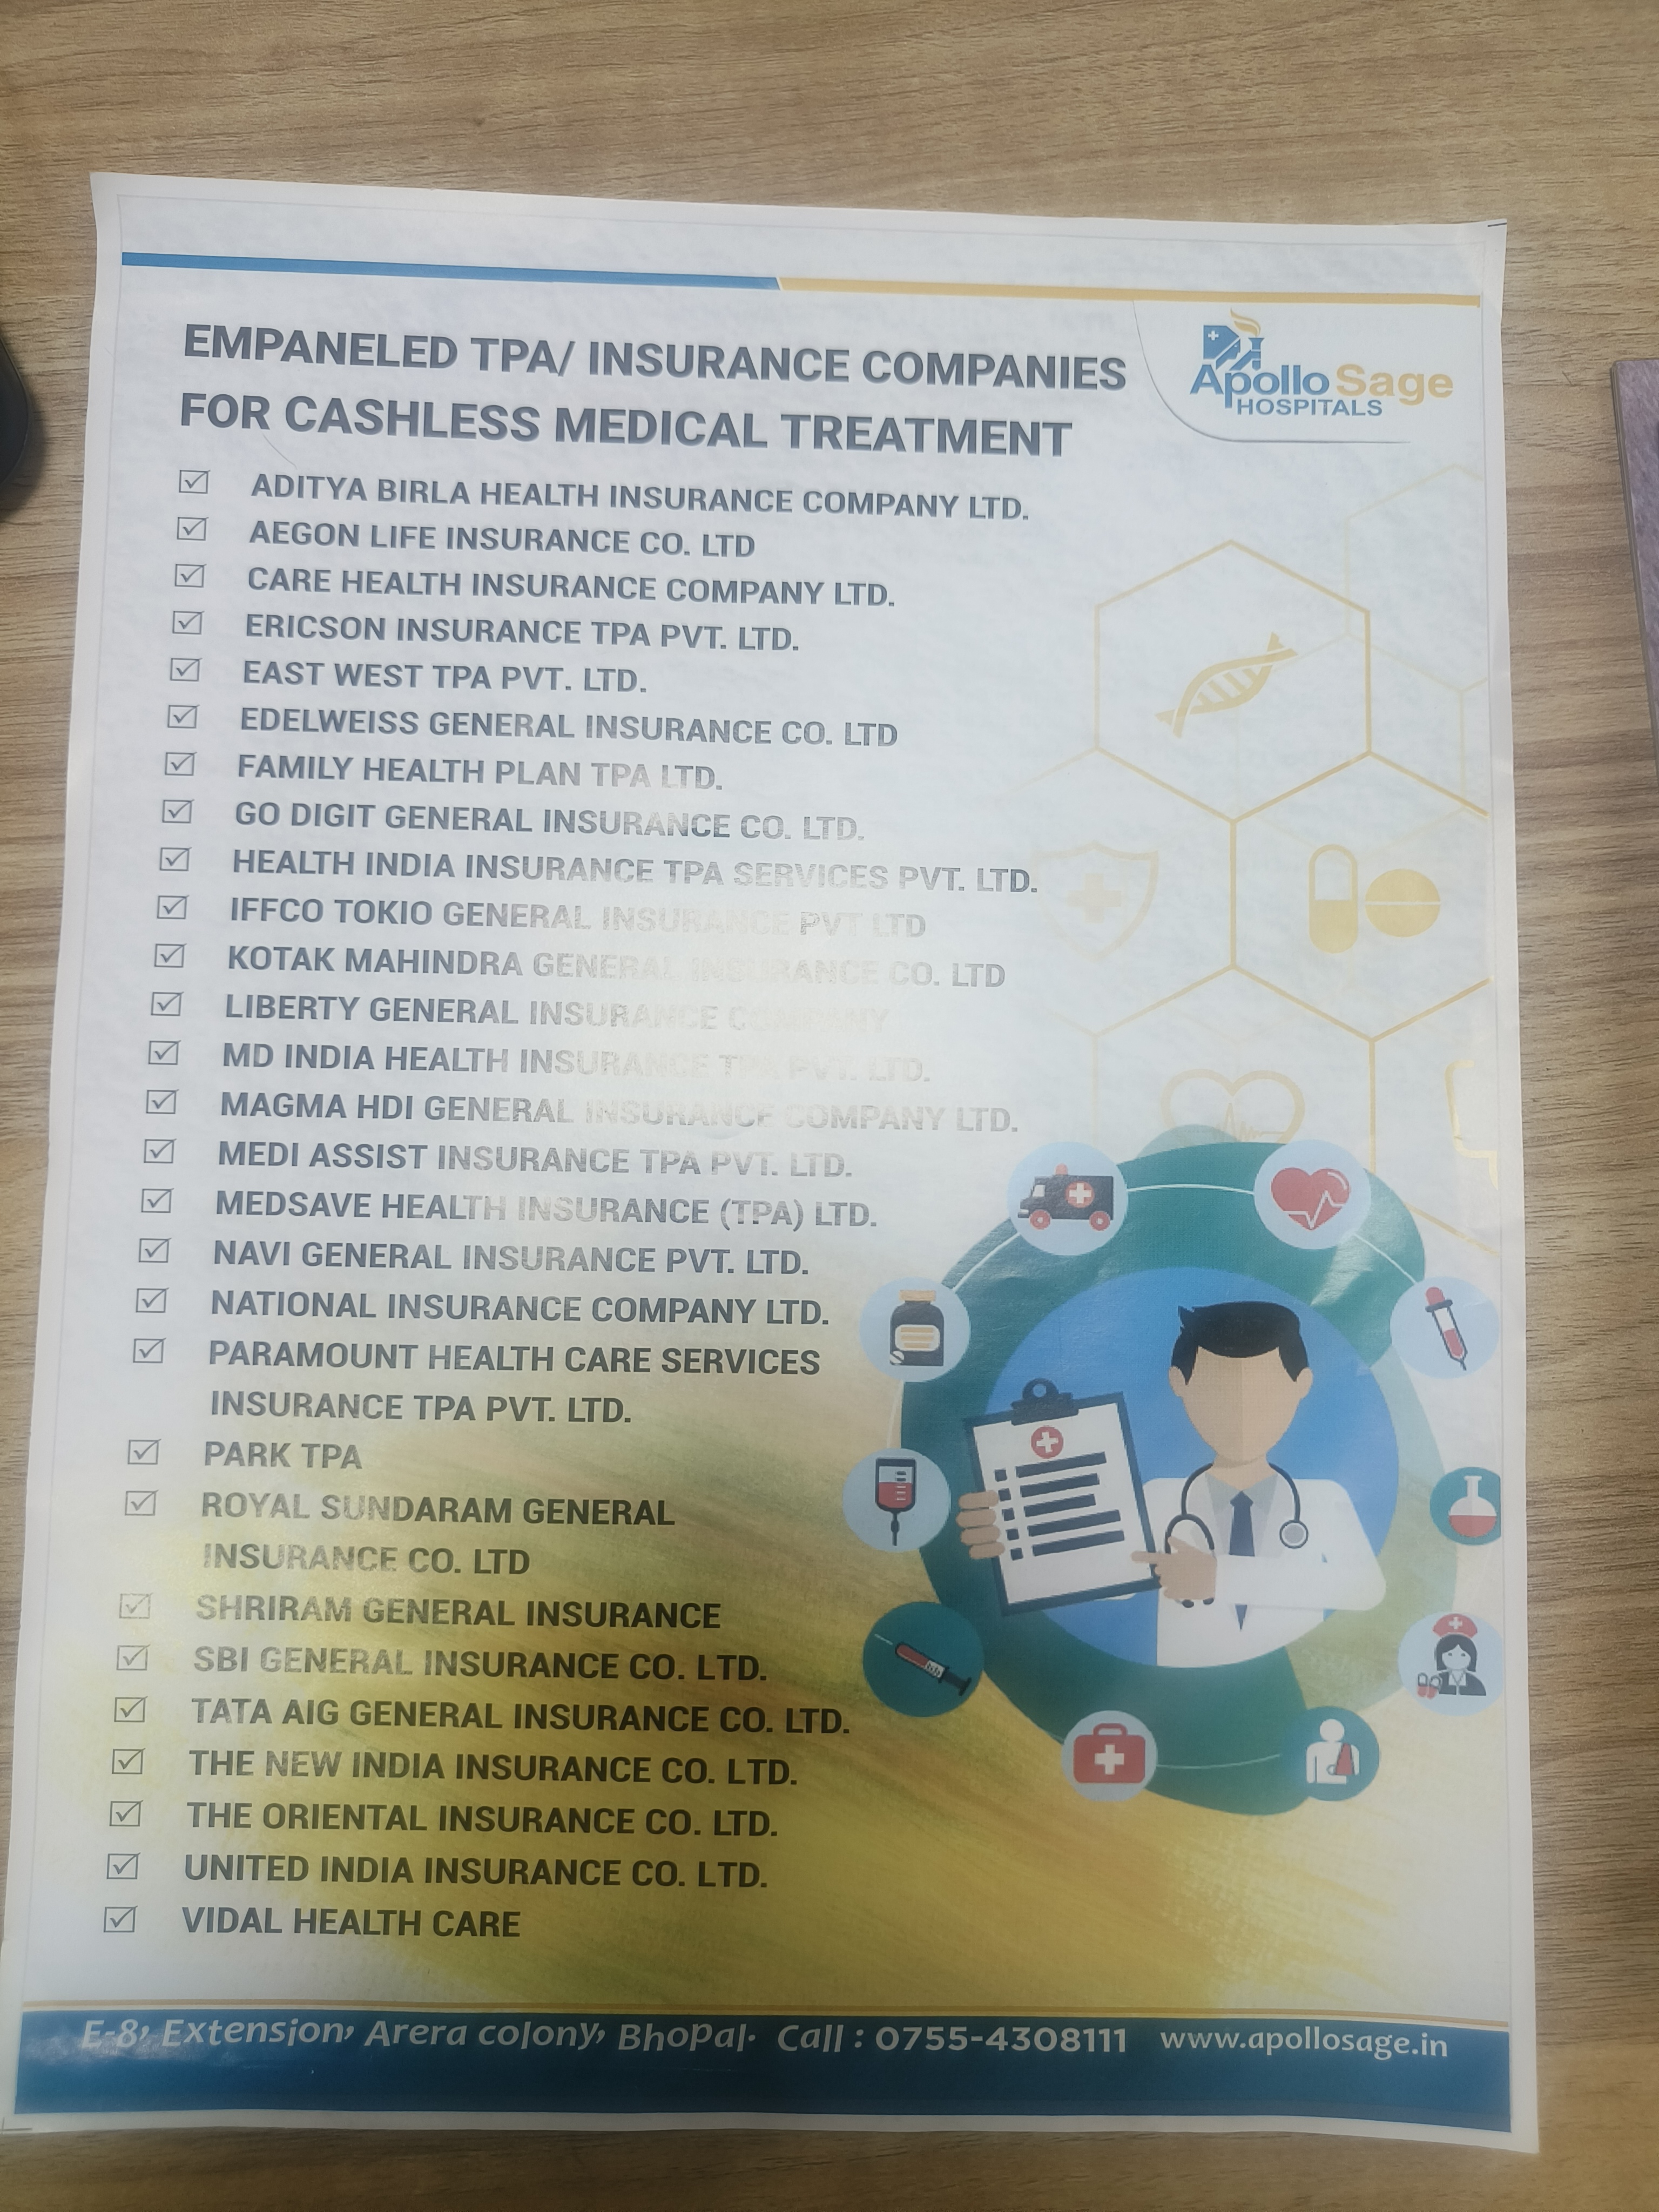 EMPANELED TPA/ INSURANCE COMPANIES
FOR CASHLESS MEDICAL TREATMENT
Apollo Sage
HOSPITALS
ADITYA BIRLA HEALTH INSURANCE COMPANY LTD.
AEGON LIFE INSURANCE CO. LTD
CARE HEALTH INSURANCE COMPANY LTD.
ERICSON INSURANCE TPA PVT. LTD.
EAST WEST TPA PVT. LTD.
EDELWEISS GENERAL INSURANCE CO. LTD
FAMILY HEALTH PLAN TPA LTD.
GO DIGIT GENERAL INSURANCE CO. LTD.
HEALTH INDIA INSURANCE TPA SERVICES PVT. LTD.
IFFCO TOKIO GENERAL INSURANCE PVT LTD
KOTAK MAHINDRA GENERAL INSURANCE CO. LTD
LIBERTY GENERAL INSURANCE COMPANY
MD INDIA HEALTH INSURANCE TPA PVT. LTD.
MAGMA HDI GENERAL INSURANCE COMPANY LTD.
MEDI ASSIST INSURANCE TPA PVT. LTD.
MEDSAVE HEALTH INSURANCE (TPA) LTD.
NAVI GENERAL INSURANCE PVT. LTD.
NATIONAL INSURANCE COMPANY LTD.
PARAMOUNT HEALTH CARE SERVICES
INSURANCE TPA PVT. LTD.
PARK TPA
ROYAL SUNDARAM GENERAL
INSURANCE CO. LTD
SHRIRAM GENERAL INSURANCE
SBI GENERAL INSURANCE CO. LTD.
TATA AIG GENERAL INSURANCE CO. LTD.
THE NEW INDIA INSURANCE CO. LTD.
THE ORIENTAL INSURANCE CO. LTD.
UNITED INDIA INSURANCE CO. LTD.
VIDAL HEALTH CARE
E-8, Extension, Arera colony, Bhopal. Call : 0755-4308111 www.apollosage.in